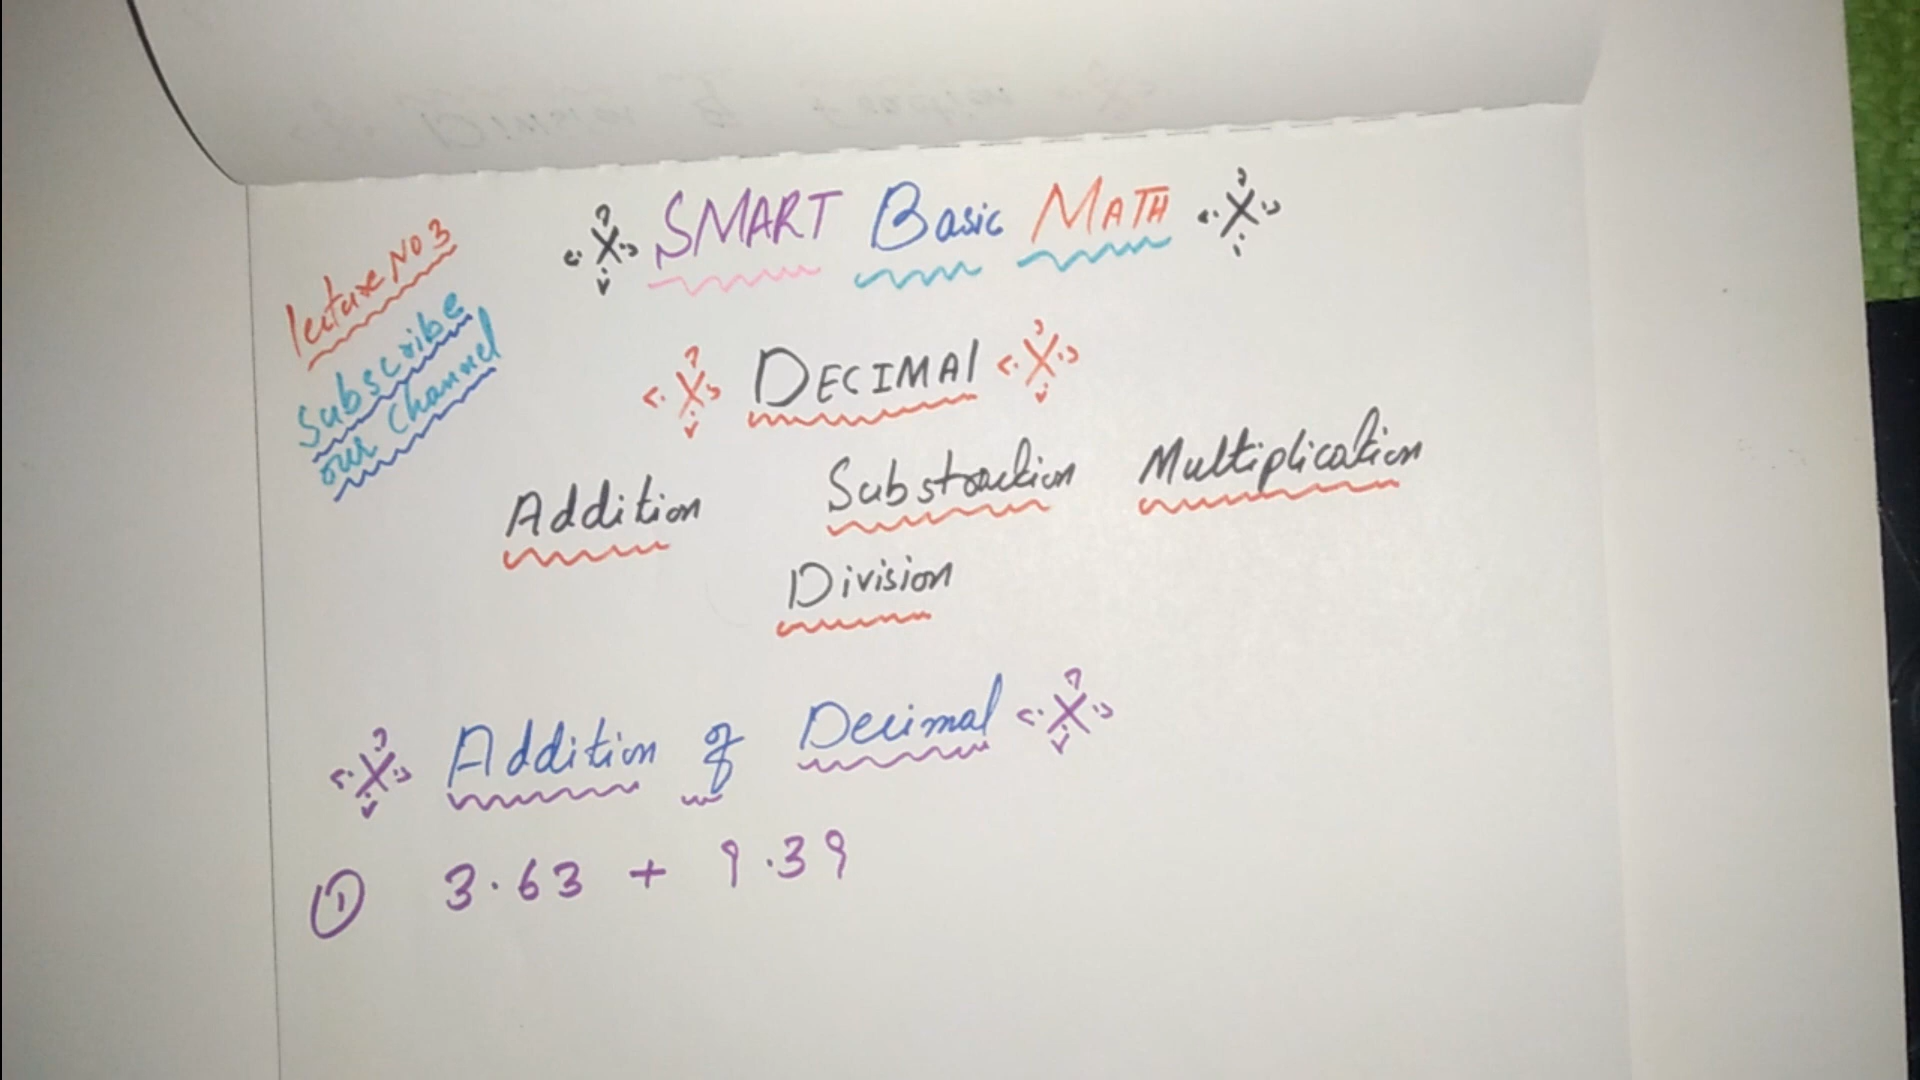 SMART Basic MATH
lecture No 3
Subscribe
our Channel
DECIMAL
Addition Substraction Multiplication
Division
Addition of Decimal
① 3.63 + 9.39